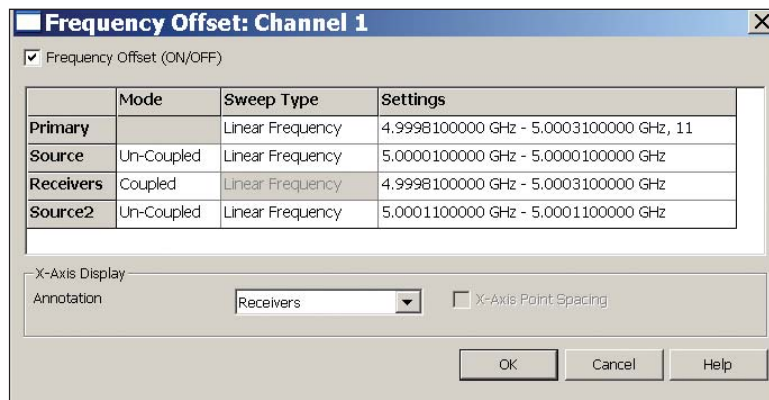 Frequency Offset: Channel 1
Frequency Offset (ON/OFF)
Mode Sweep Type Settings
Primary Linear Frequency 4.9998100000 GHz - 5.0003100000 GHz, 11
Source Un-Coupled Linear Frequency 5.0000100000 GHz - 5.0000100000 GHz
Receivers Coupled Linear Frequency 4.9998100000 GHz - 5.0003100000 GHz
Source2 Un-Coupled Linear Frequency 5.0001100000 GHz - 5.0001100000 GHz
X-Axis Display
Annotation Receivers X-Axis Point Spacing
OK Cancel Help